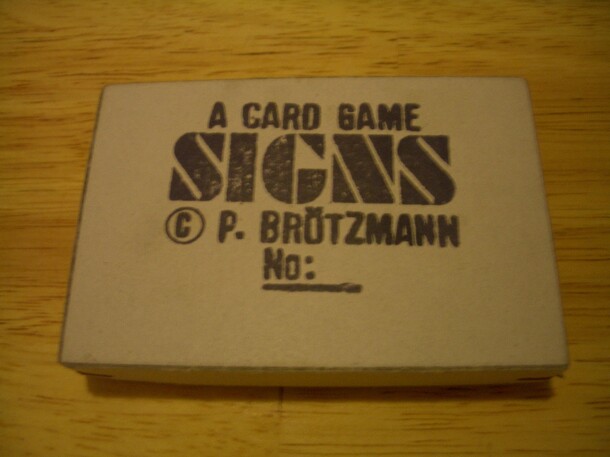 A CARD GAME
SIGNS
© P. BRÖTZMANN
No: